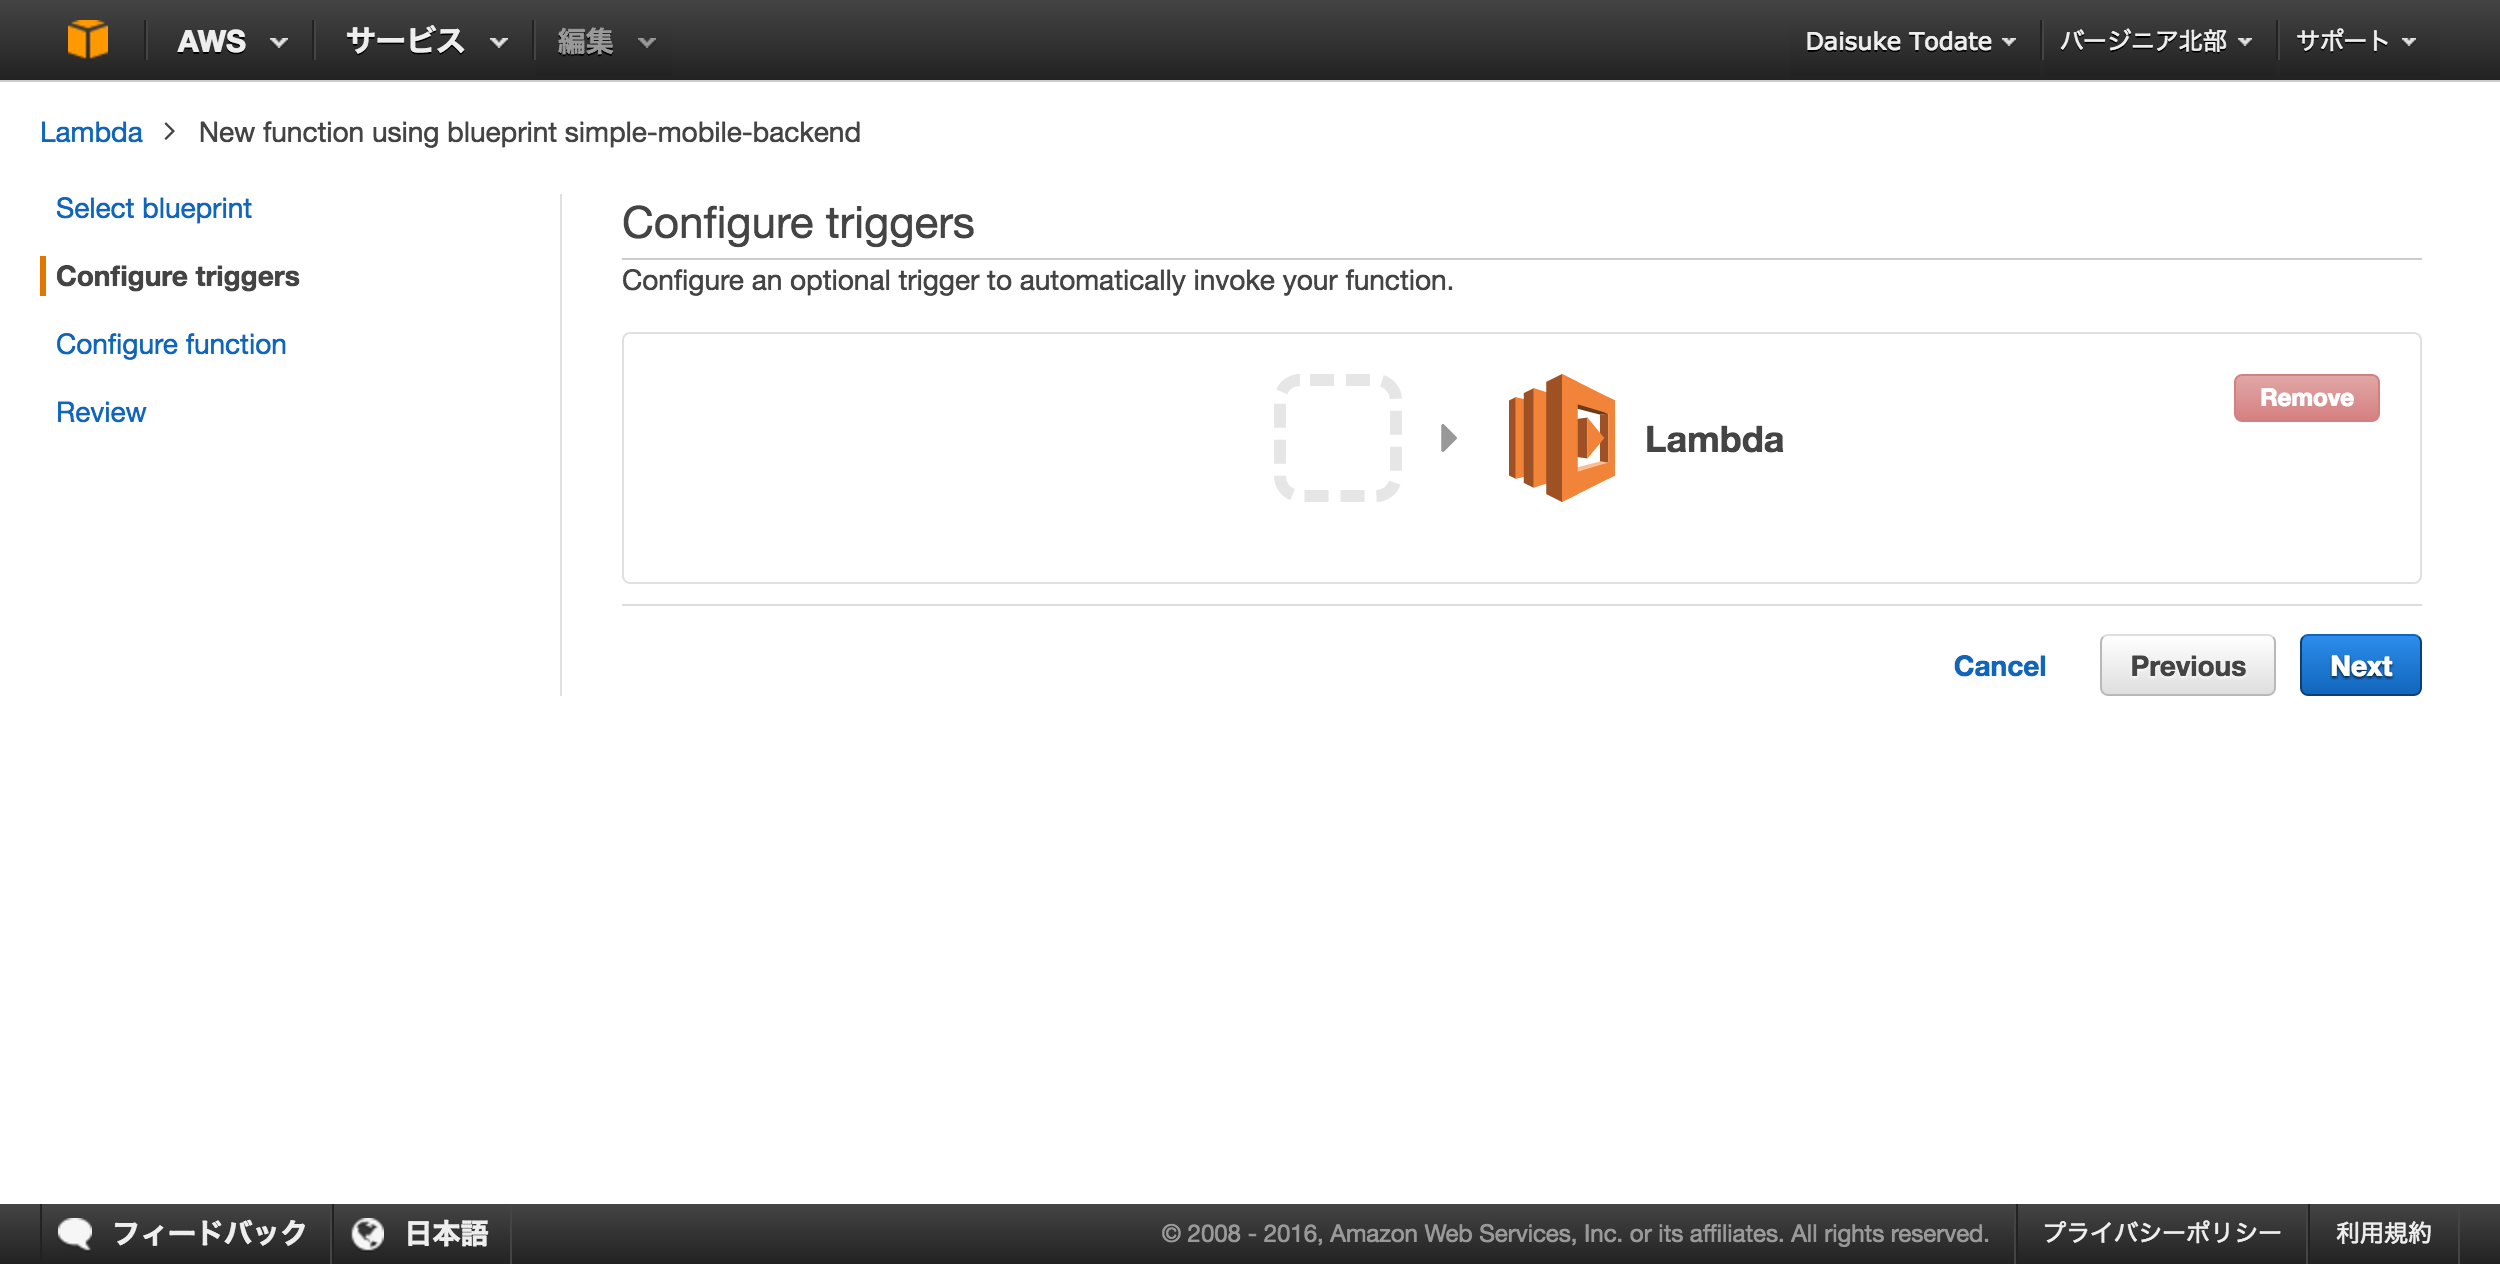 AWS サービス 編集 Daisuke Todate バージニア北部 サポート
Lambda > New function using blueprint simple-mobile-backend
Select blueprint
Configure triggers
Configure function
Review
Configure triggers
Configure an optional trigger to automatically invoke your function.
Lambda
Remove
Cancel Previous Next
フィードバック 日本語 © 2008 - 2016, Amazon Web Services, Inc. or its affiliates. All rights reserved. プライバシーポリシー 利用規約